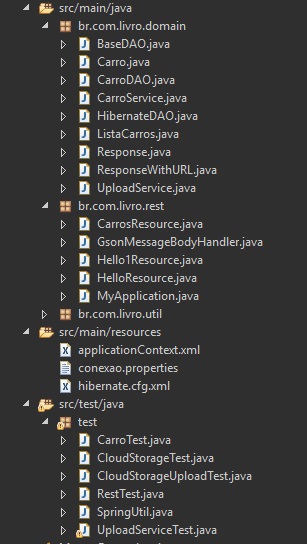 src/main/java
br.com.livro.domain
BaseDAO.java
Carro.java
CarroDAO.java
CarroService.java
HibernateDAO.java
ListaCarros.java
Response.java
ResponseWithURL.java
UploadService.java
br.com.livro.rest
CarrosResource.java
GsonMessageBodyHandler.java
Hello1Resource.java
HelloResource.java
MyApplication.java
br.com.livro.util
src/main/resources
applicationContext.xml
conexao.properties
hibernate.cfg.xml
src/test/java
test
CarroTest.java
CloudStorageTest.java
CloudStorageUploadTest.java
RestTest.java
SpringUtil.java
UploadServiceTest.java